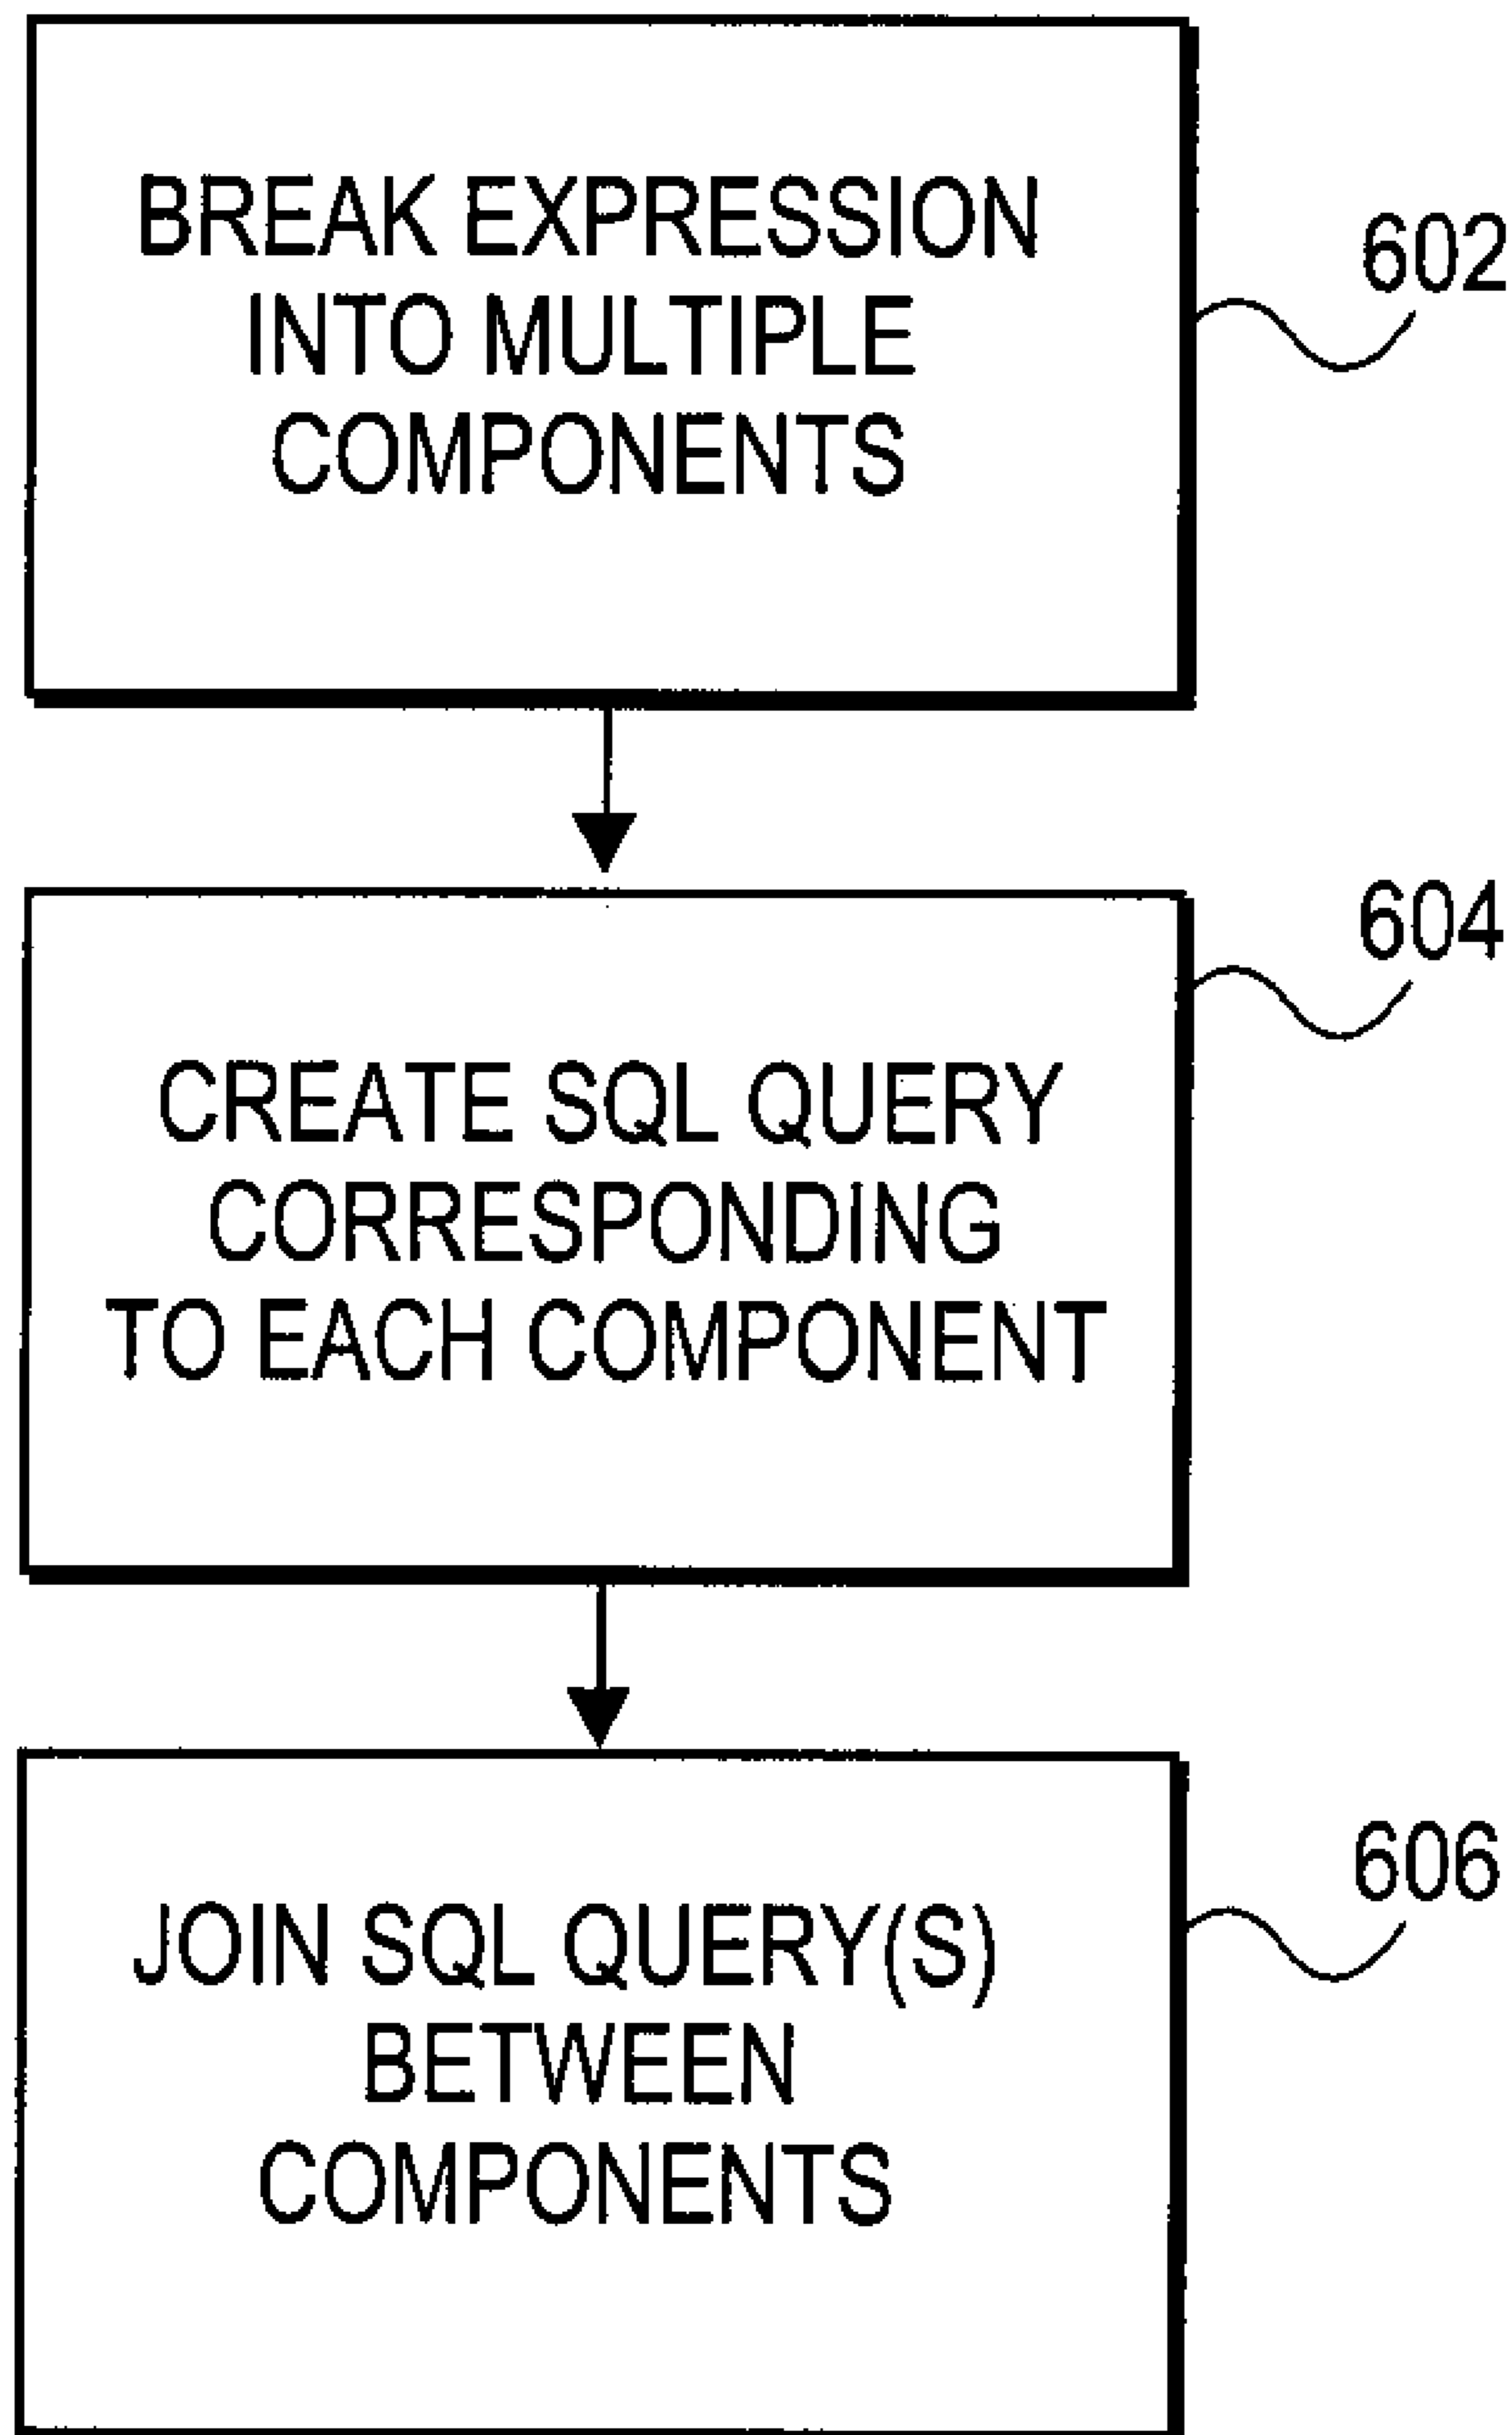 BREAK EXPRESSION
INTO MULTIPLE
COMPONENTS
602
CREATE SQL QUERY
CORRESPONDING
TO EACH COMPONENT
604
JOIN SQL QUERY(S)
BETWEEN
COMPONENTS
606